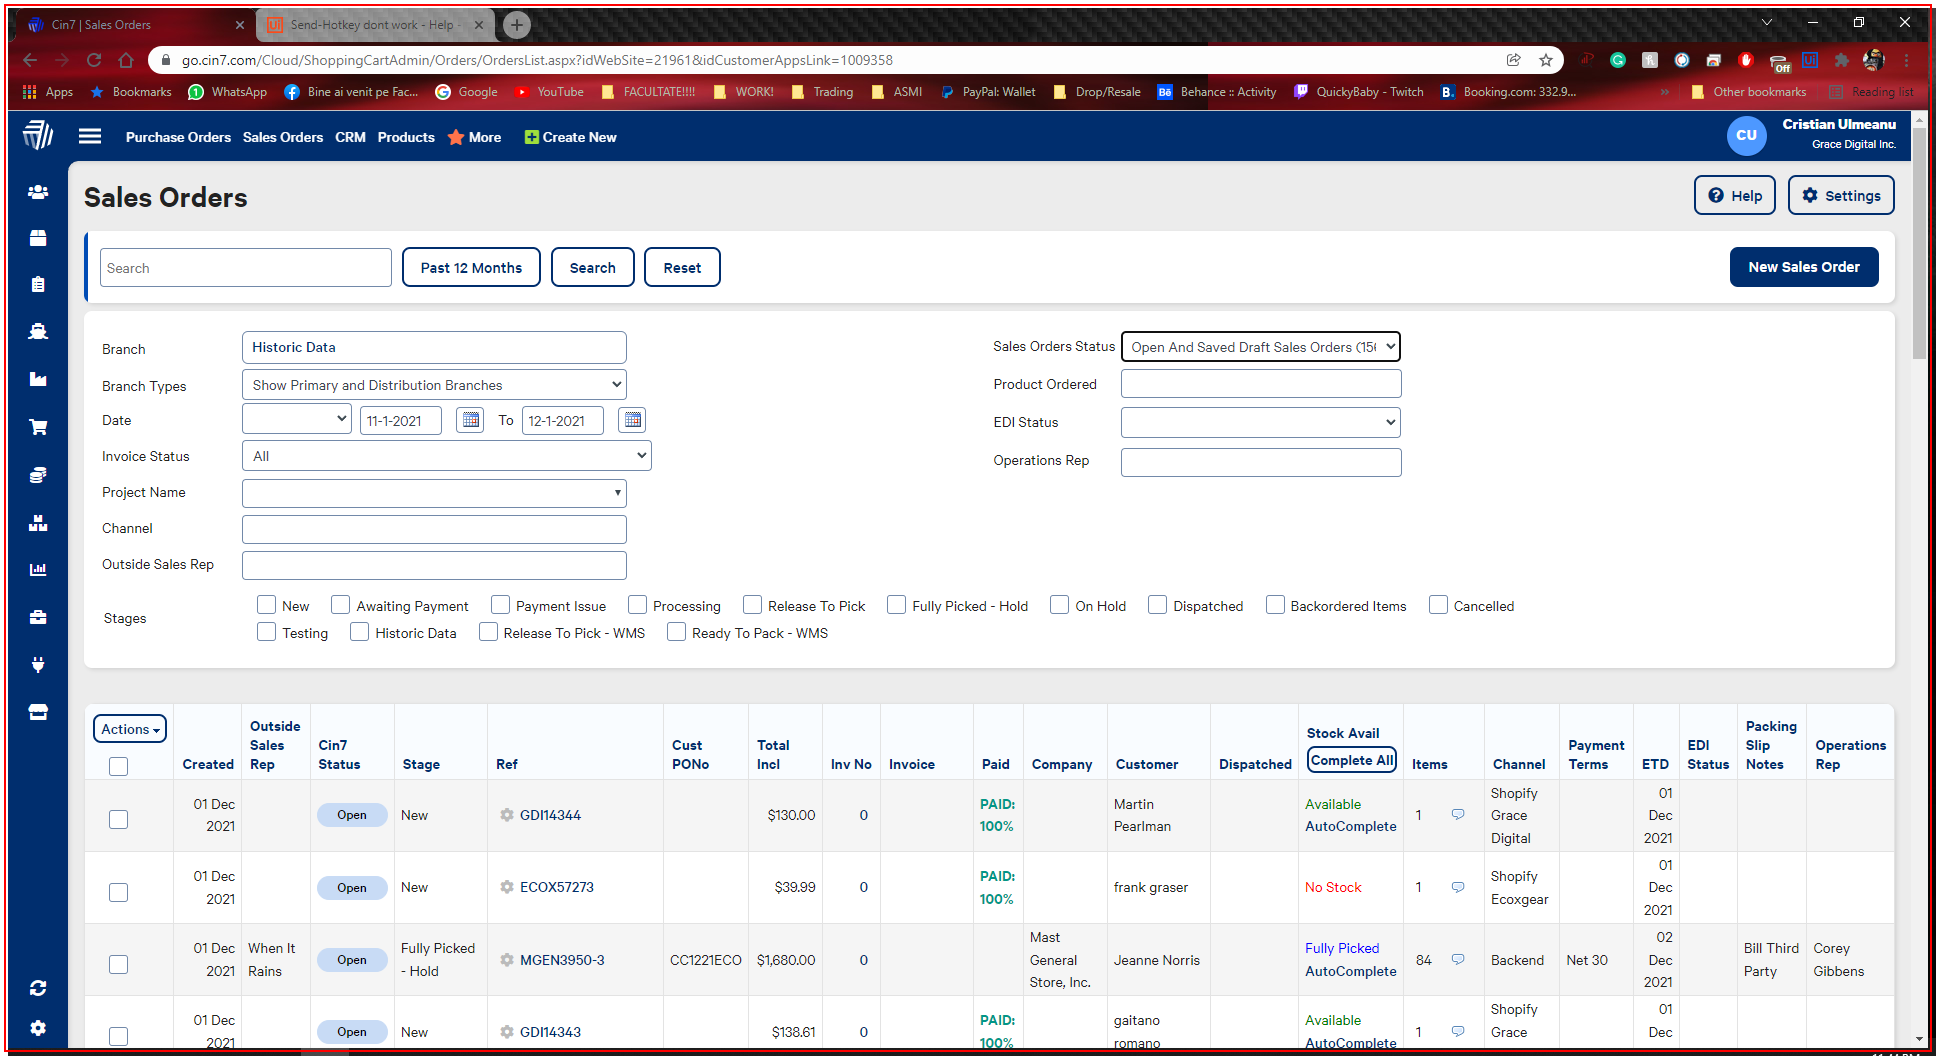 Cin7 | Sales Orders
Send-Hotkey dont work - Help -
go.cin7.com/Cloud/ShoppingCartAdmin/Orders/OrdersList.aspx?idWebSite=21961&idCustomerAppsLink=1009358
Off
Apps Bookmarks WhatsApp Bine ai venit pe Fac... Google YouTube FACULTATE!!!! WORK! Trading ASMI PayPal: Wallet Drop/Resale Behance :: Activity QuickyBaby - Twitch Booking.com: 332.9... » Other bookmarks Reading list
Purchase Orders Sales Orders CRM Products More Create New
CU
Cristian Ulmeanu
Grace Digital Inc.
Sales Orders
Help Settings
Search Past 12 Months Search Reset New Sales Order
Branch Historic Data
Sales Orders Status Open And Saved Draft Sales Orders (156
Branch Types Show Primary and Distribution Branches
Product Ordered
Date 11-1-2021 To 12-1-2021
EDI Status
Invoice Status All
Operations Rep
Project Name
Channel
Outside Sales Rep
Stages
New Awaiting Payment Payment Issue Processing Release To Pick Fully Picked - Hold On Hold Dispatched Backordered Items Cancelled
Testing Historic Data Release To Pick - WMS Ready To Pack - WMS
Actions Created Outside Sales Rep Cin7 Status Stage Ref Cust PONo Total Incl Inv No Invoice Paid Company Customer Dispatched Stock Avail Complete All Items Channel Payment Terms ETD EDI Status Packing Slip Notes Operations Rep
01 Dec 2021 Open New GDI14344 $130.00 0 PAID: 100% Martin Pearlman Available AutoComplete 1 Shopify Grace Digital 01 Dec 2021
01 Dec 2021 Open New ECOX57273 $39.99 0 PAID: 100% frank graser No Stock 1 Shopify Ecoxgear 01 Dec 2021
01 Dec 2021 When It Rains Open Fully Picked - Hold MGEN3950-3 CC1221ECO $1,680.00 0 Mast General Store, Inc. Jeanne Norris Fully Picked AutoComplete 84 Backend Net 30 02 Dec 2021 Bill Third Party Corey Gibbens
01 Dec 2021 Open New GDI14343 $138.61 0 PAID: 100% gaitano romano Available AutoComplete 1 Shopify Grace 01 Dec